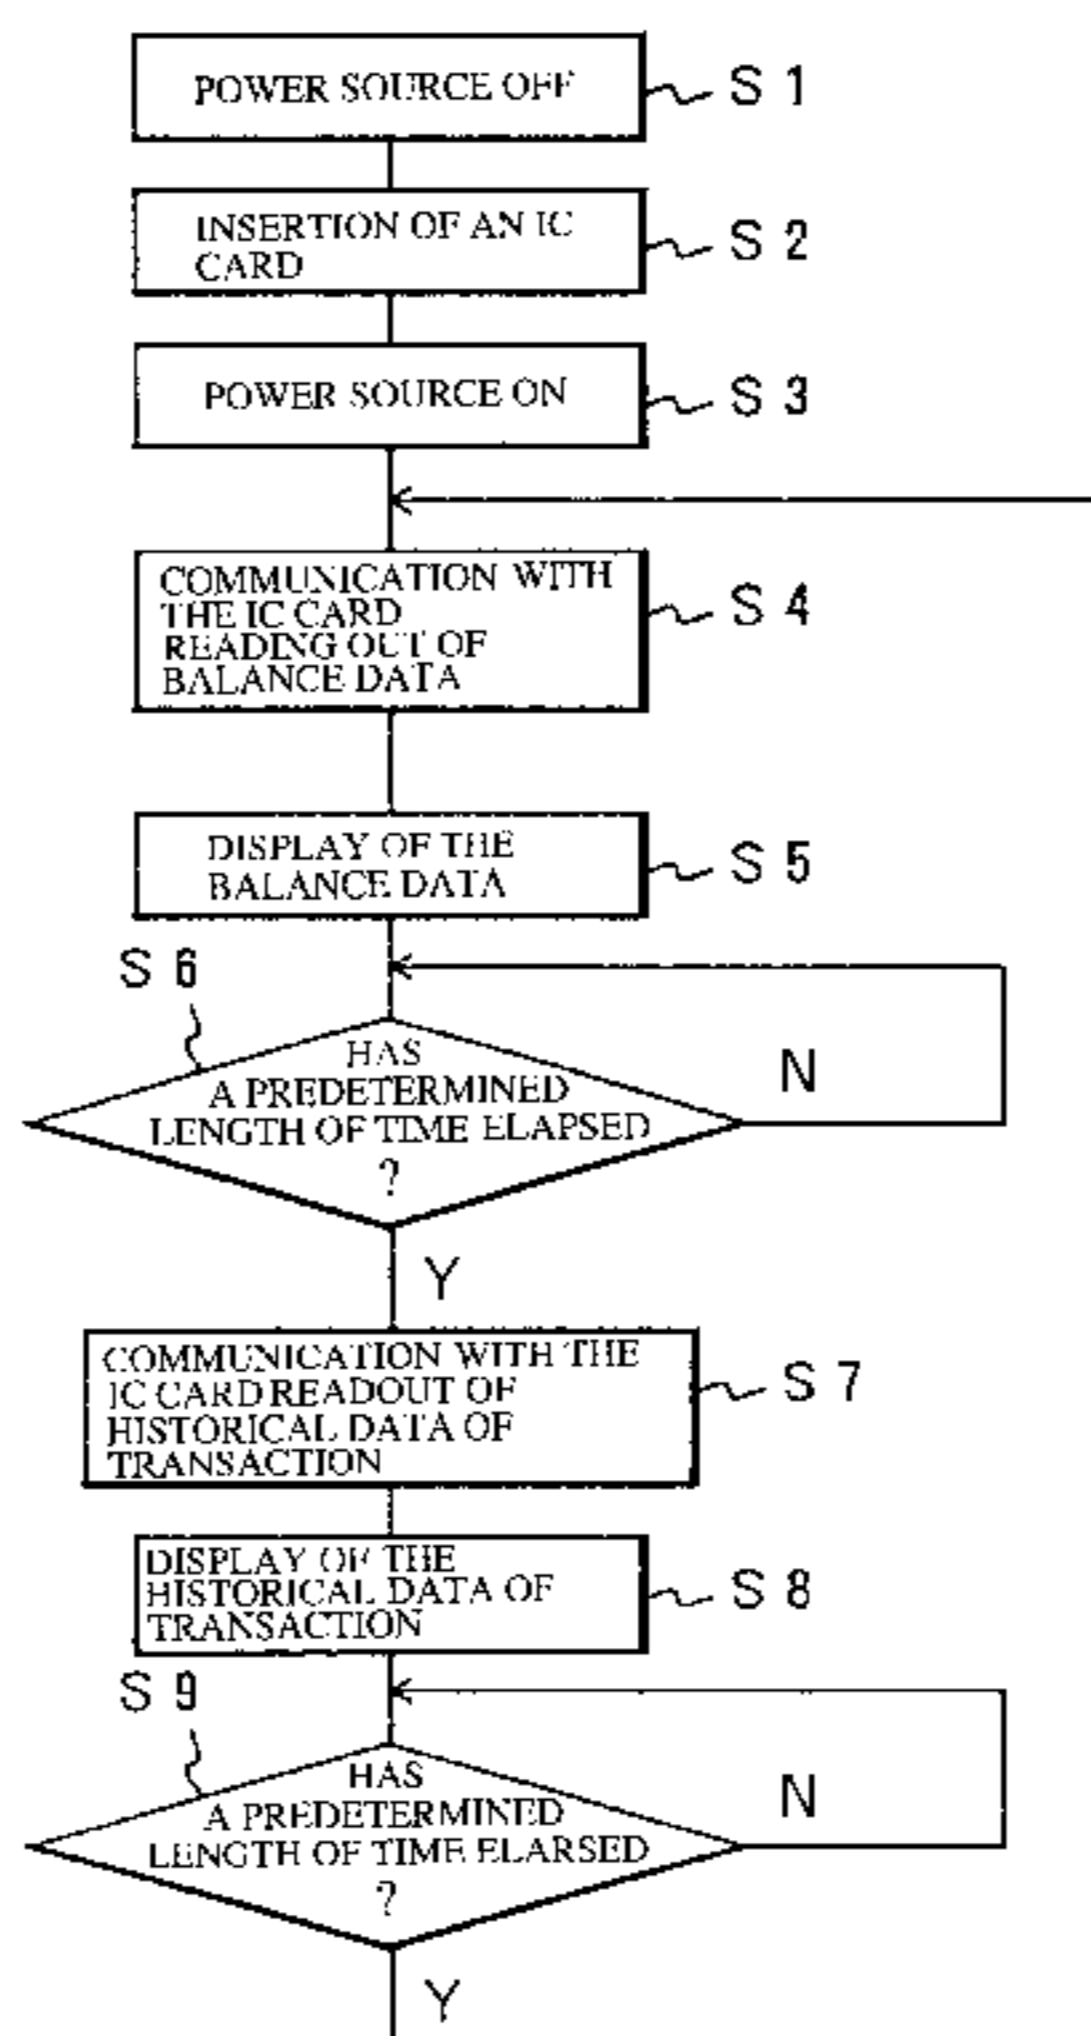 POWER SOURCE OFF
S 1
INSERTION OF AN IC
CARD
S 2
POWER SOURCE ON
S 3
COMMUNICATION WITH
THE IC CARD
READING OUT OF
BALANCE DATA
S 4
DISPLAY OF THE
BALANCE DATA
S 5
S 6
HAS
A PREDETERMINED
LENGTH OF TIME ELAPSED
?
N
Y
COMMUNICATION WITH THE
IC CARD READOUT OF
HISTORICAL DATA OF
TRANSACTION
S 7
DISPLAY OF THE
HISTORICAL DATA OF
TRANSACTION
S 8
S 9
HAS
A PREDETERMINED
LENGTH OF TIME ELARSED
?
N
Y